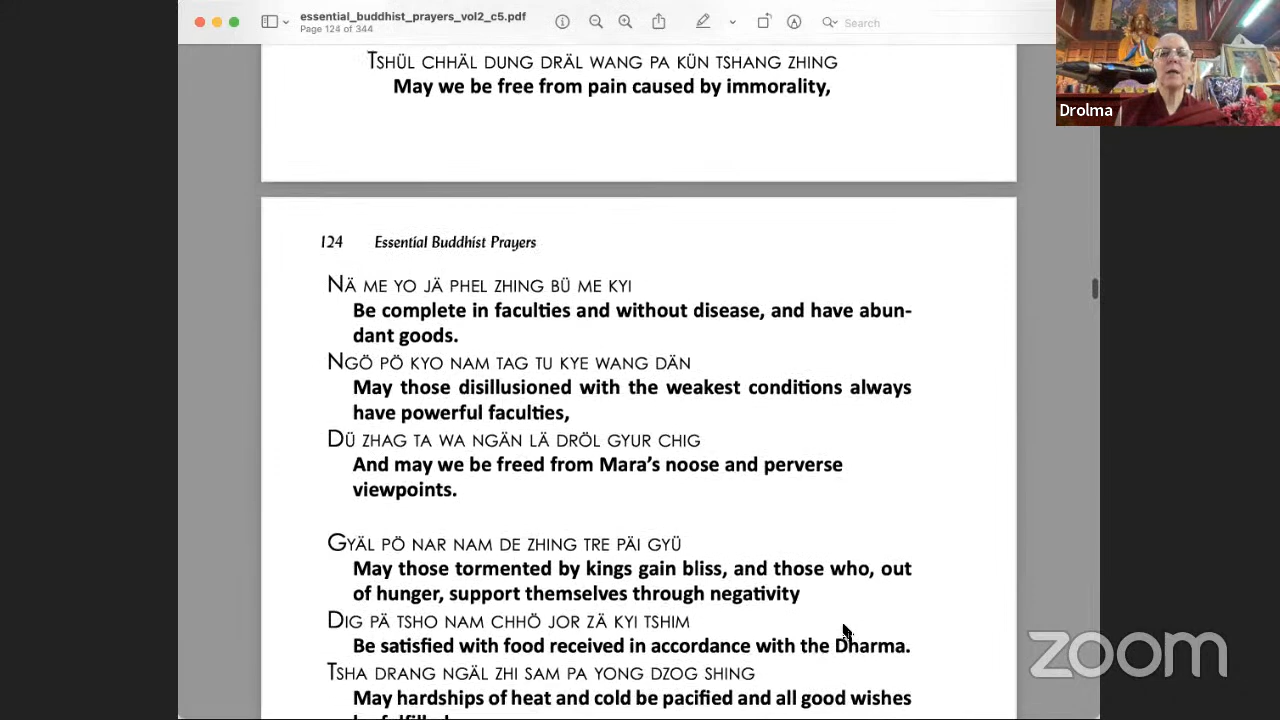 essential_buddhist_prayers_vol2_c5.pdf
Page 124 of 344
Search
Drolma
TSHÜL CHHÄL DUNG DRÄL WANG PA KÜN TSHANG ZHING
May we be free from pain caused by immorality,
124 Essential Buddhist Prayers
NÄ ME YO JÄ PHEL ZHING BÜ ME KYI
Be complete in faculties and without disease, and have abun-
dant goods.
NGÖ PÖ KYO NAM TAG TU KYE WANG DÄN
May those disillusioned with the weakest conditions always
have powerful faculties,
DÜ ZHAG TA WA NGÄN LÄ DRÖL GYUR CHIG
And may we be freed from Mara's noose and perverse
viewpoints.
GYÄL PÖ NAR NAM DE ZHING TRE PÄI GYÜ
May those tormented by kings gain bliss, and those who, out
of hunger, support themselves through negativity
DIG PÄ TSHO NAM CHHÖ JOR ZÄ KYI TSHIM
Be satisfied with food received in accordance with the Dharma.
TSHA DRANG NGÄL ZHI SAM PA YONG DZOG SHING
May hardships of heat and cold be pacified and all good wishes
zoom